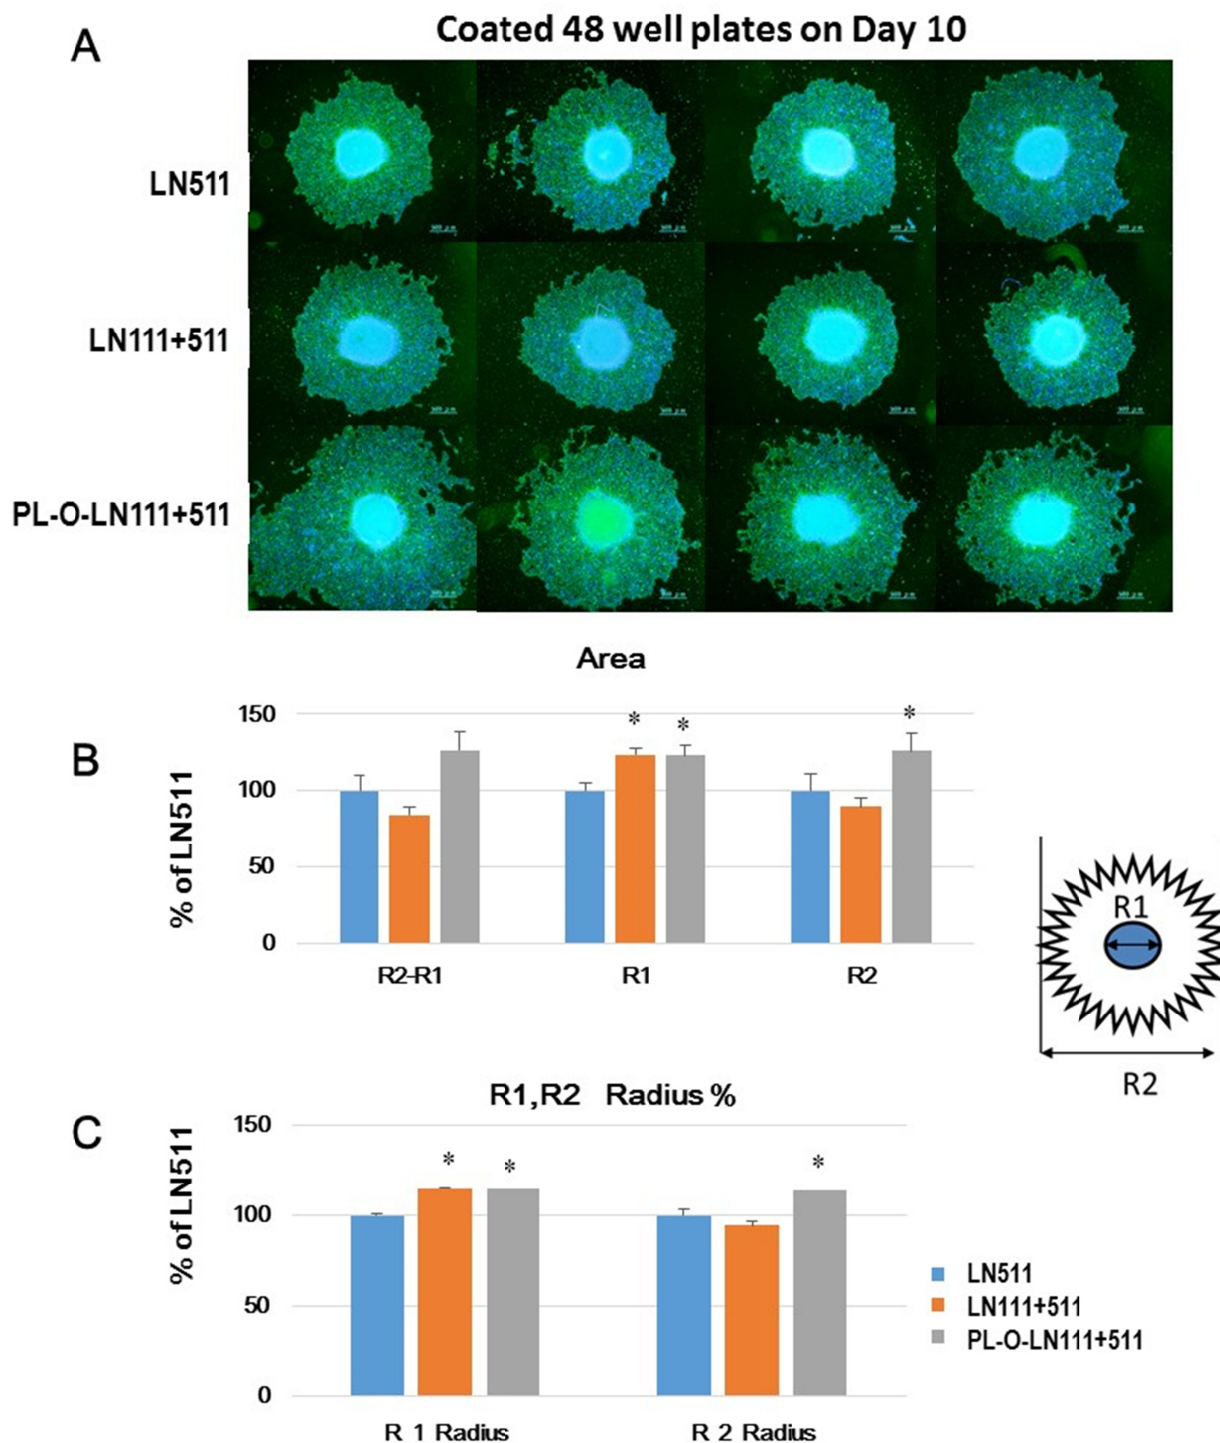 A
Coated 48 well plates on Day 10
LN511
LN111+511
PL-O-LN111+511
Area
B
% of LN511
150
100
50
0
* * *
R2-R1 R1 R2
R1
R2
R1,R2 Radius %
C
% of LN511
150
100
50
0
* * *
R 1 Radius R 2 Radius
LN511
LN111+511
PL-O-LN111+511